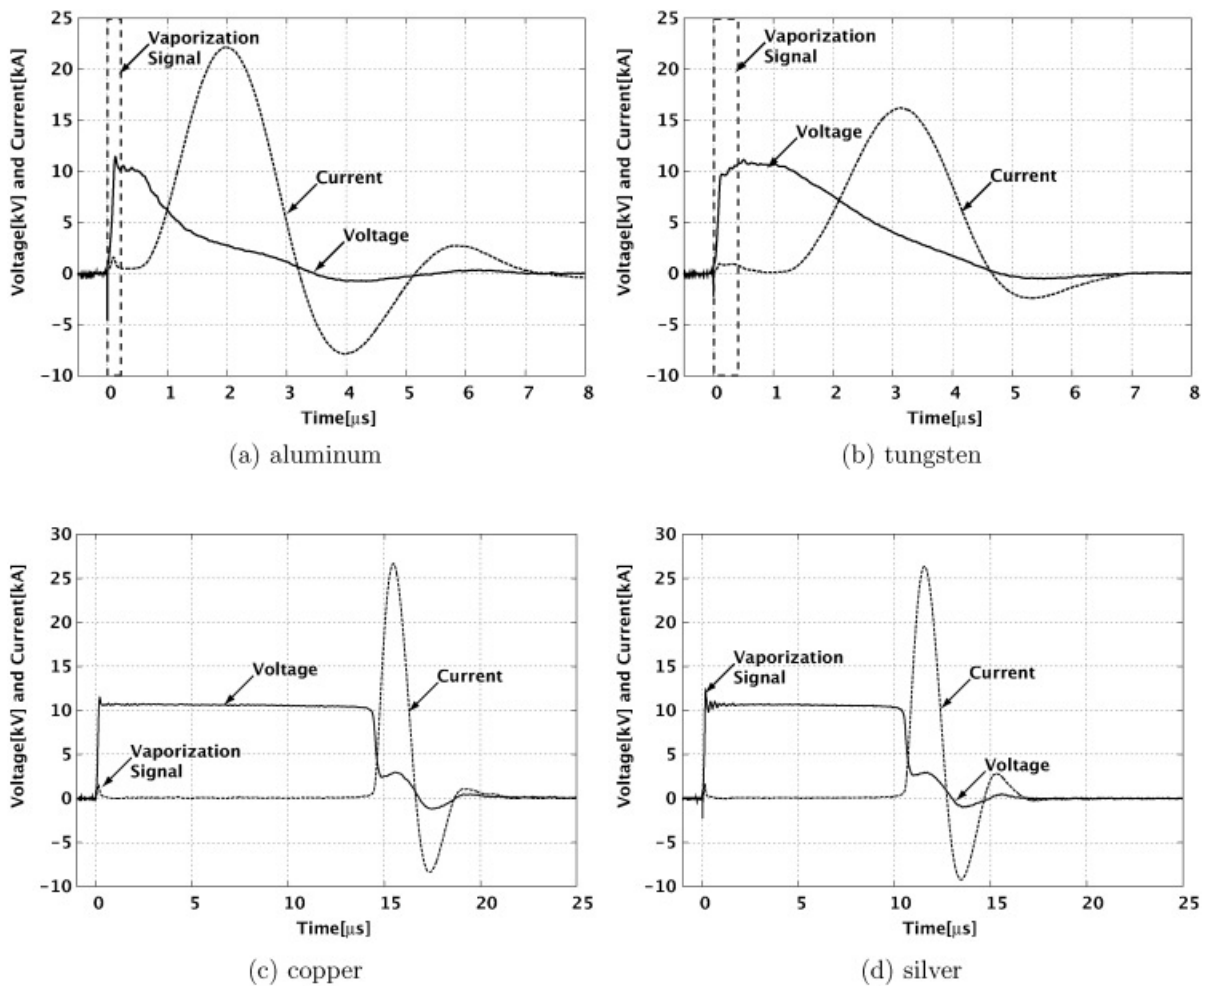 Voltage[kV] and Current[kA]
25
20
15
10
5
0
−5
−10
Vaporization
Signal
Current
Voltage
0 1 2 3 4 5 6 7 8
Time[μs]
(a) aluminum
Voltage[kV] and Current[kA]
25
20
15
10
5
0
−5
−10
Vaporization
Signal
Voltage
Current
0 1 2 3 4 5 6 7 8
Time[μs]
(b) tungsten
Voltage[kV] and Current[kA]
30
25
20
15
10
5
0
−5
−10
Voltage
Current
Vaporization
Signal
0 5 10 15 20 25
Time[μs]
(c) copper
Voltage[kV] and Current[kA]
30
25
20
15
10
5
0
−5
−10
Vaporization
Signal
Current
Voltage
0 5 10 15 20 25
Time[μs]
(d) silver